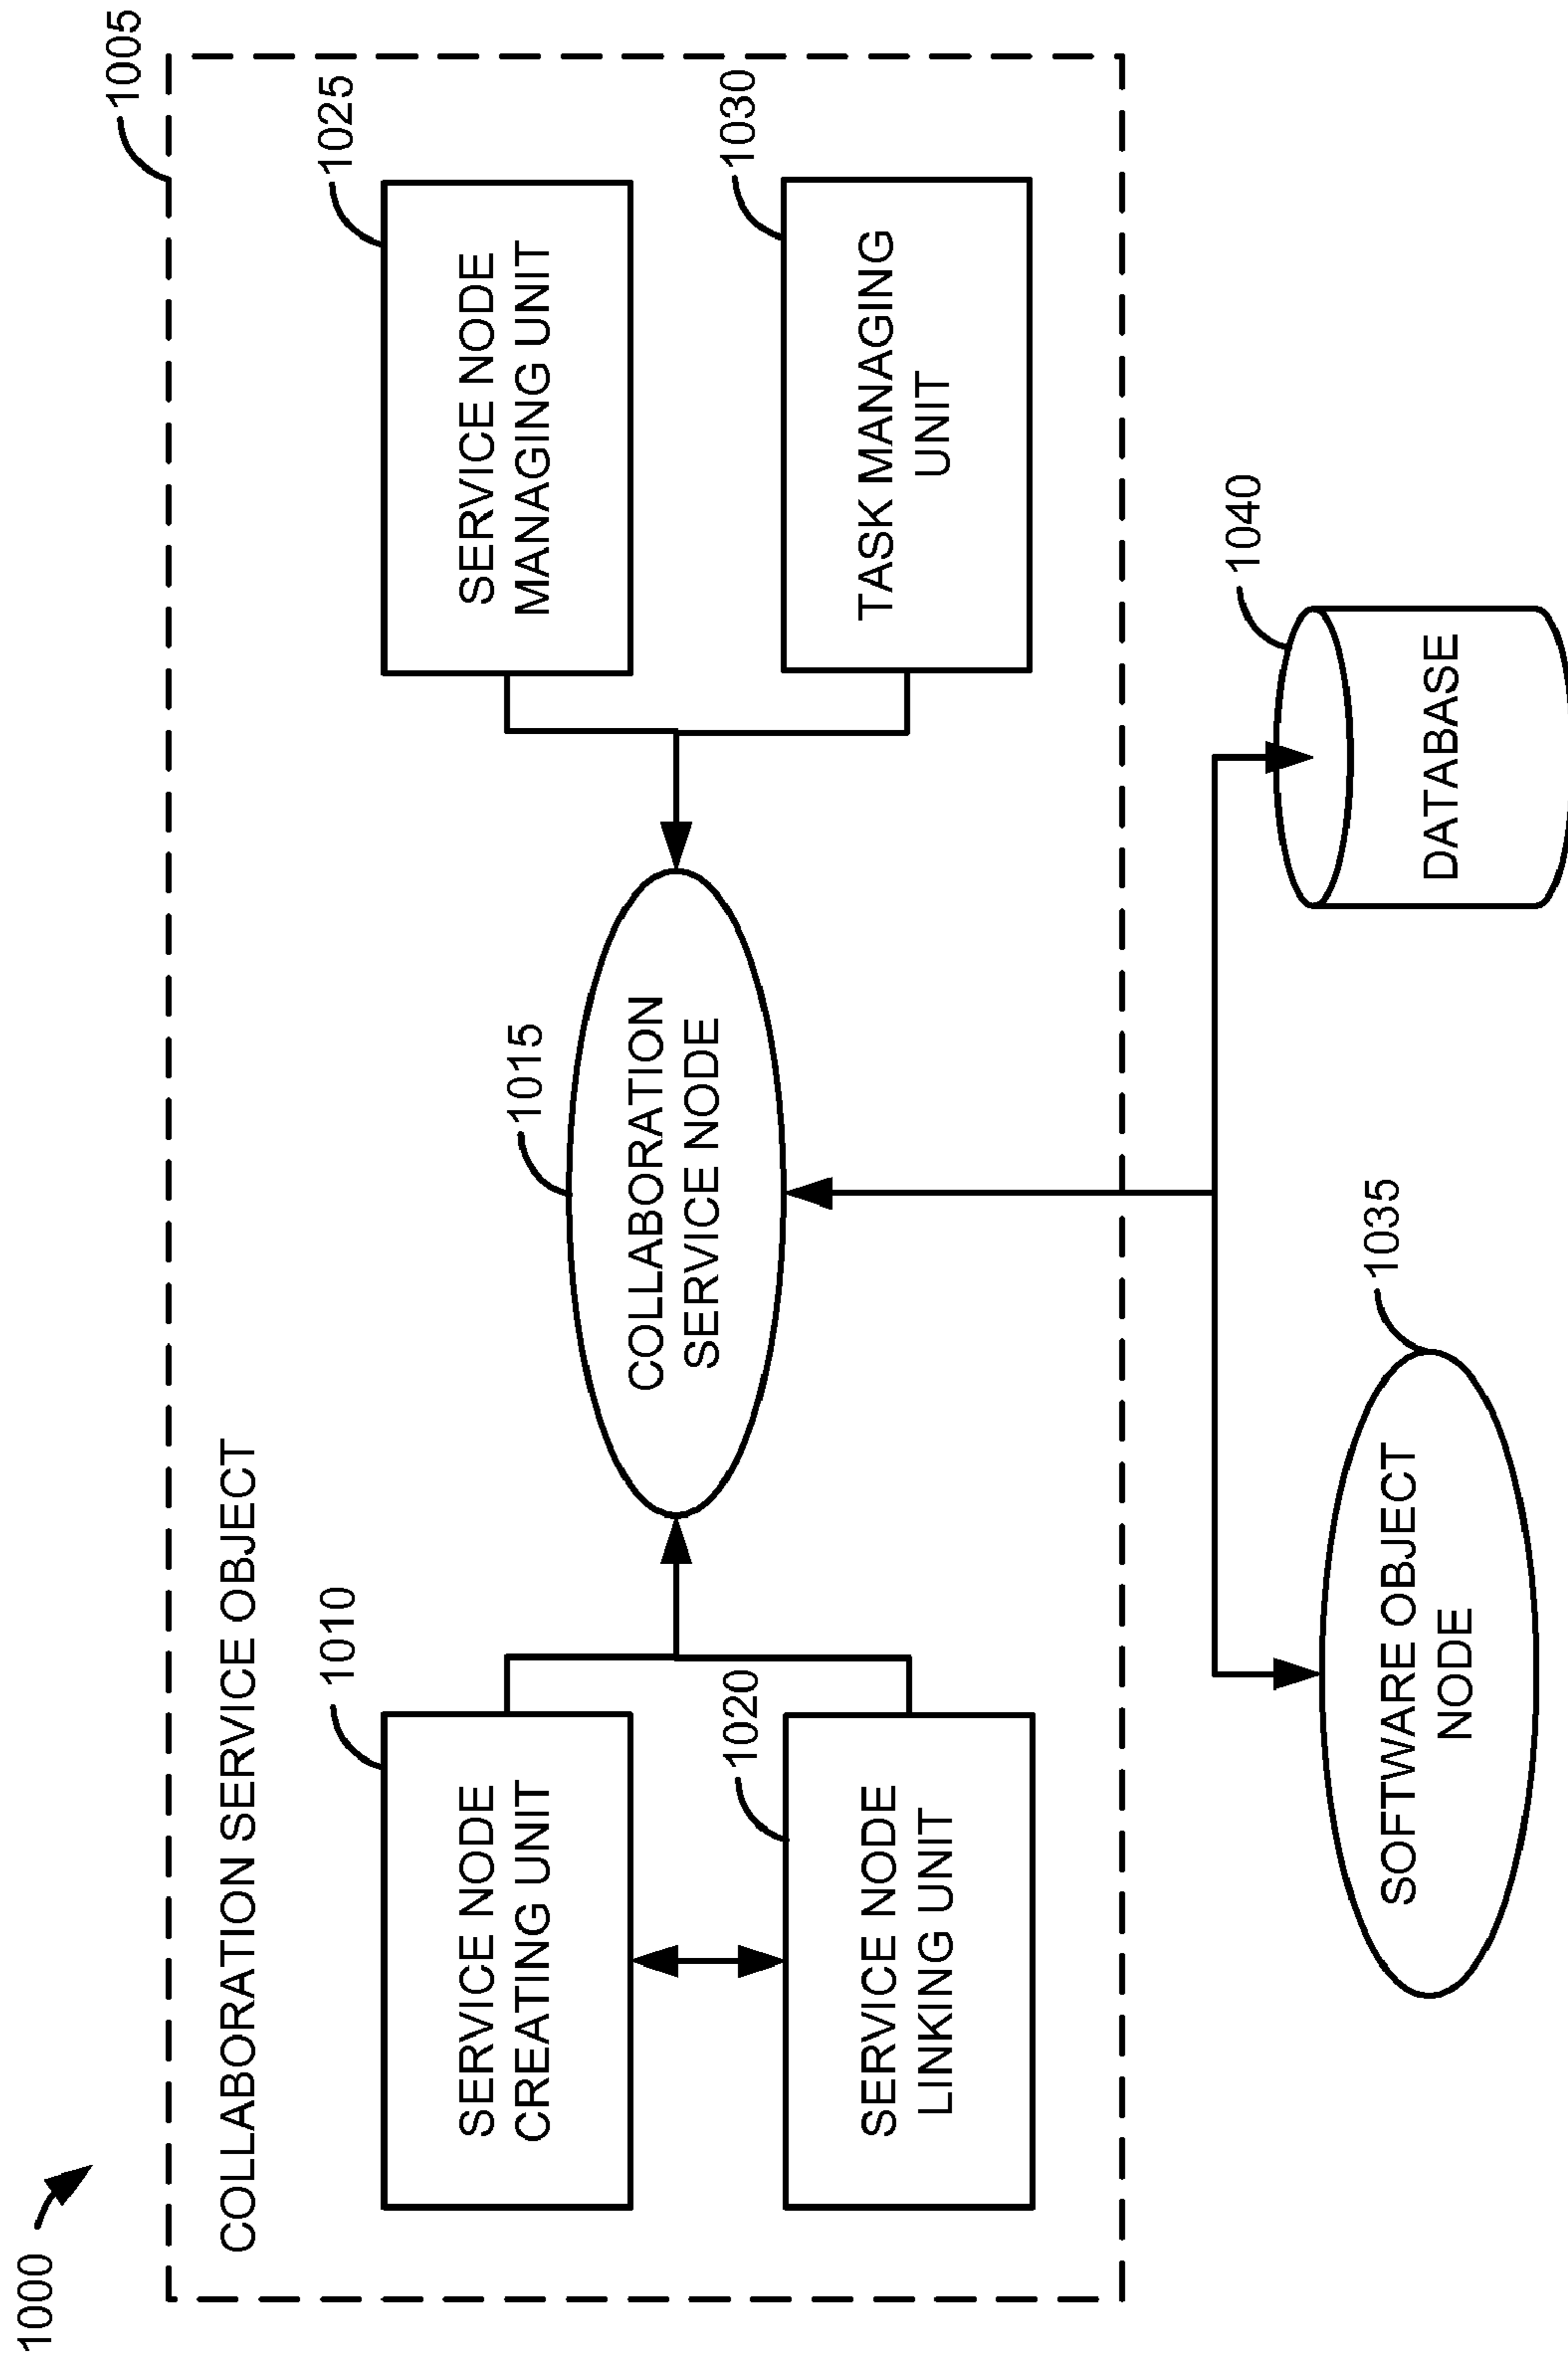 1000
1005
COLLABORATION SERVICE OBJECT
1010
SERVICE NODE
CREATING UNIT
1015
COLLABORATION
SERVICE NODE
1025
SERVICE NODE
MANAGING UNIT
1020
SERVICE NODE
LINKING UNIT
1030
TASK MANAGING
UNIT
1035
SOFTWARE OBJECT
NODE
1040
DATABASE